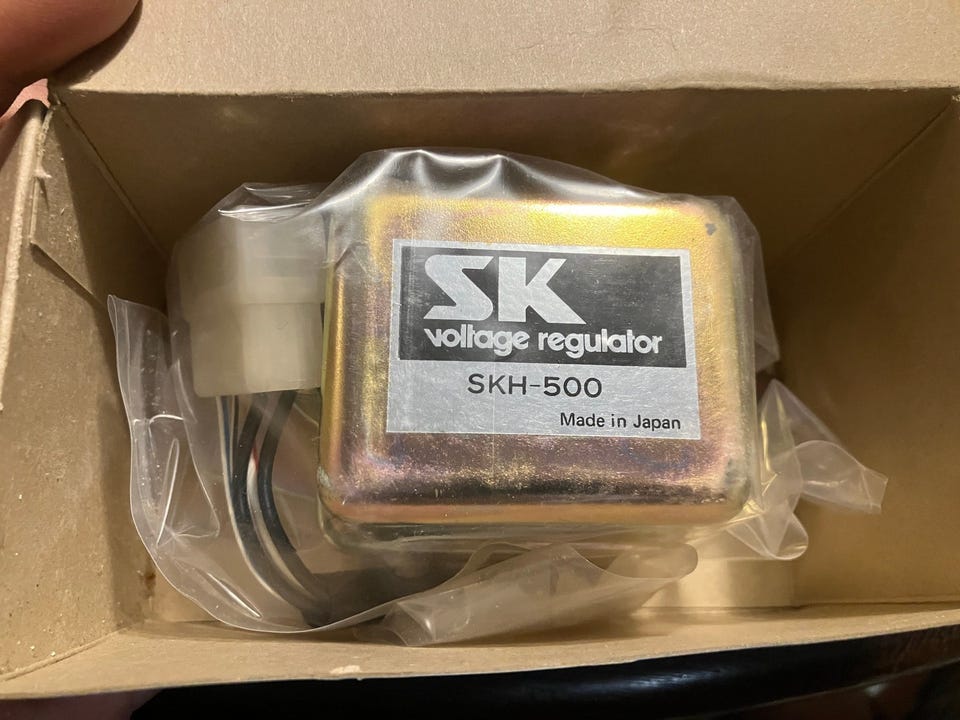 SK
voltage regulator
SKH-500
Made in Japan